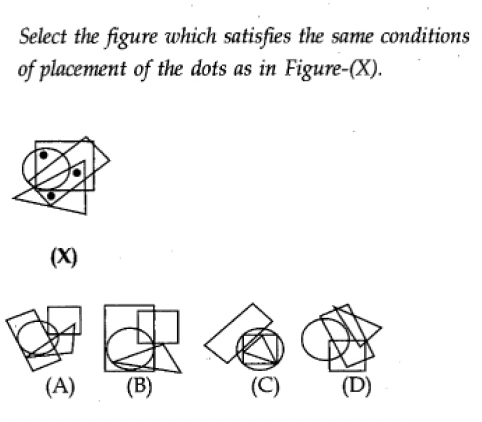 Select the figure which satisfies the same conditions
of placement of the dots as in Figure-(X).
(X)
(A) (B) (C) (D)